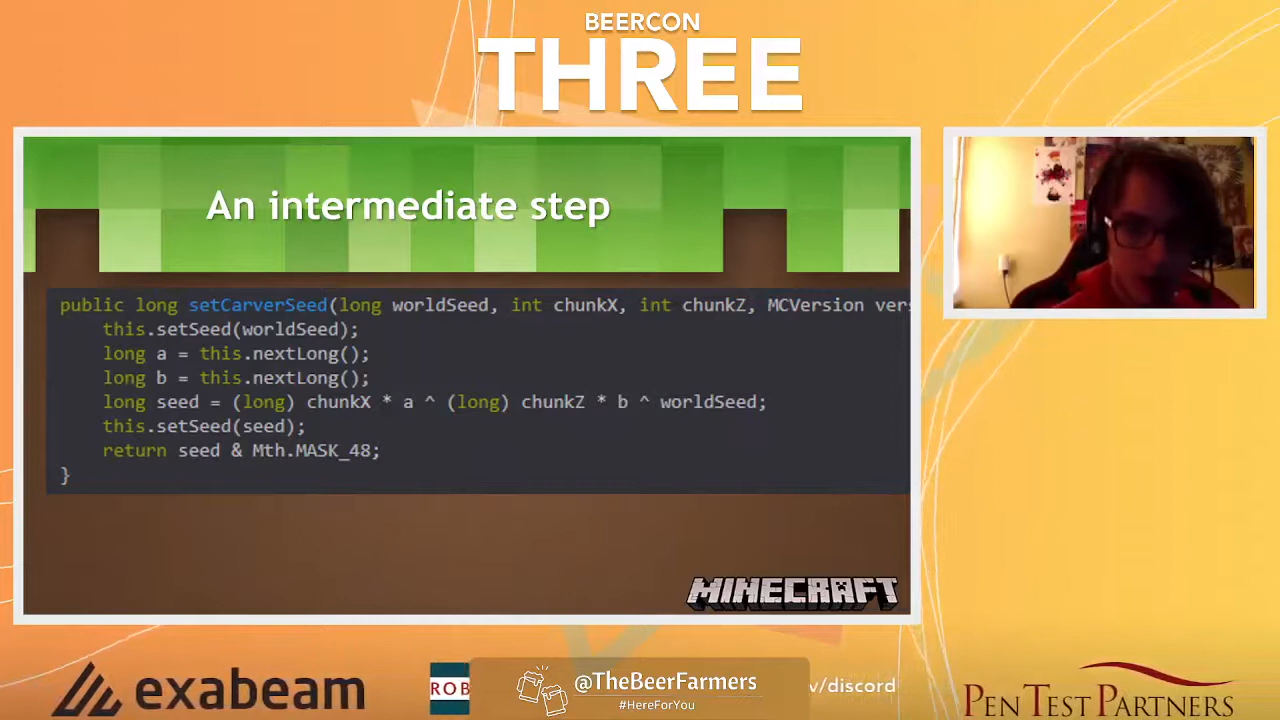 BEERCON
THREE
An intermediate step
public long setCarverSeed(long worldSeed, int chunkX, int chunkZ, MCVersion vers
this.setSeed(worldSeed);
long a = this.nextLong();
long b = this.nextLong();
long seed = (long) chunkX * a ^ (long) chunkZ * b ^ worldSeed;
this.setSeed(seed);
return seed & Mth.MASK_48;
}
MINECRAFT
exabeam
ROB
@TheBeerFarmers
#HereForYou
v/discord
PEN TEST PARTNERS